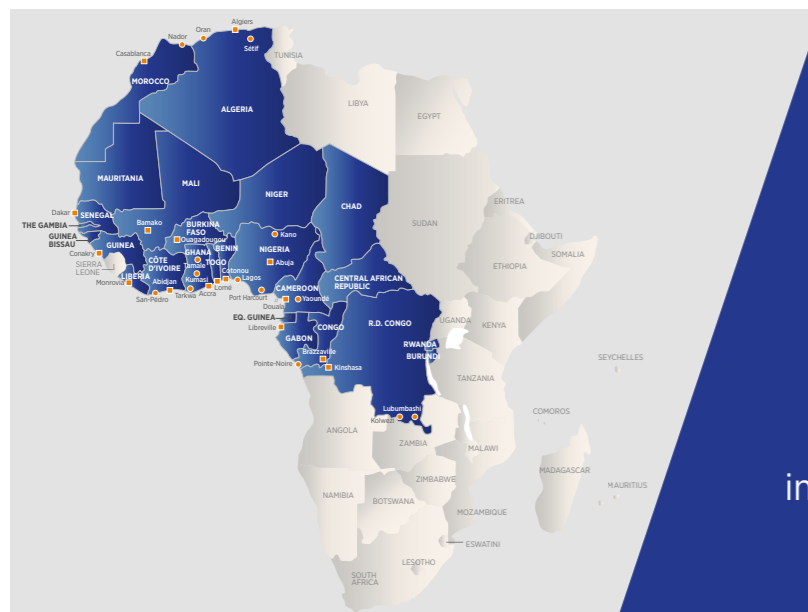 Algiers
Oran
Nador
Sétif
Casablanca
TUNISIA
MOROCCO
LIBYA
EGYPT
ALGERIA
MAURITANIA
MALI
NIGER
CHAD
SUDAN
ERITREA
Dakar
SENEGAL
THE GAMBIA
GUINEA
BISSAU
Bamako
BURKINA
FASO
Ouagadougou
Kano
DJIBOUTI
SOMALIA
GUINEA
Conakry
SIERRA
LEONE
CÔTE
D'IVOIRE
GHANA
Tamale
BENIN
TOGO
NIGERIA
Abuja
ETHIOPIA
LIBERIA
Monrovia
Abidjan
Kumasi
Cotonou
Lagos
Lomé
San-Pédro
Tarkwa
Accra
Port Harcourt
CAMEROON
Douala
Yaoundé
CENTRAL AFRICAN
REPUBLIC
EQ. GUINEA
Libreville
GABON
CONGO
R.D. CONGO
UGANDA
KENYA
RWANDA
BURUNDI
Brazzaville
Pointe-Noire
Kinshasa
TANZANIA
SEYCHELLES
Lubumbashi
Kolwezi
COMOROS
ANGOLA
ZAMBIA
MALAWI
MADAGASCAR
ZIMBABWE
MAURITIUS
NAMIBIA
BOTSWANA
MOZAMBIQUE
ESWATINI
LESOTHO
SOUTH
AFRICA
in